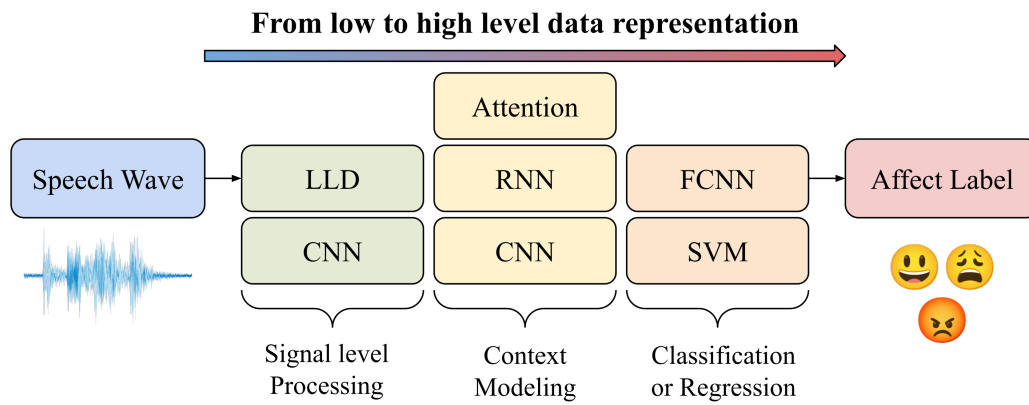 From low to high level data representation
Attention
Speech Wave
LLD
RNN
FCNN
Affect Label
CNN
CNN
SVM
Signal level
Processing
Context
Modeling
Classification
or Regression